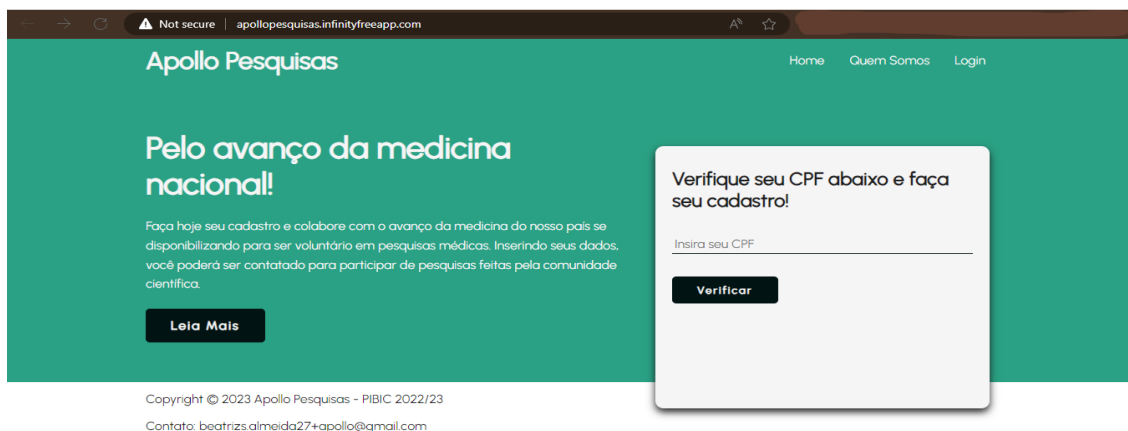 Not secure | apollopesquisas.infinityfreeapp.com
Apollo Pesquisas
Home Quem Somos Login
Pelo avanço da medicina
nacional!
Faça hoje seu cadastro e colabore com o avanço da medicina do nosso país se
disponibilizando para ser voluntário em pesquisas médicas. Inserindo seus dados,
você poderá ser contatado para participar de pesquisas feitas pela comunidade
científica.
Leia Mais
Verifique seu CPF abaixo e faça
seu cadastro!
Insira seu CPF
Verificar
Copyright © 2023 Apollo Pesquisas - PIBIC 2022/23
Contato: beatrizs.almeida27+apollo@gmail.com